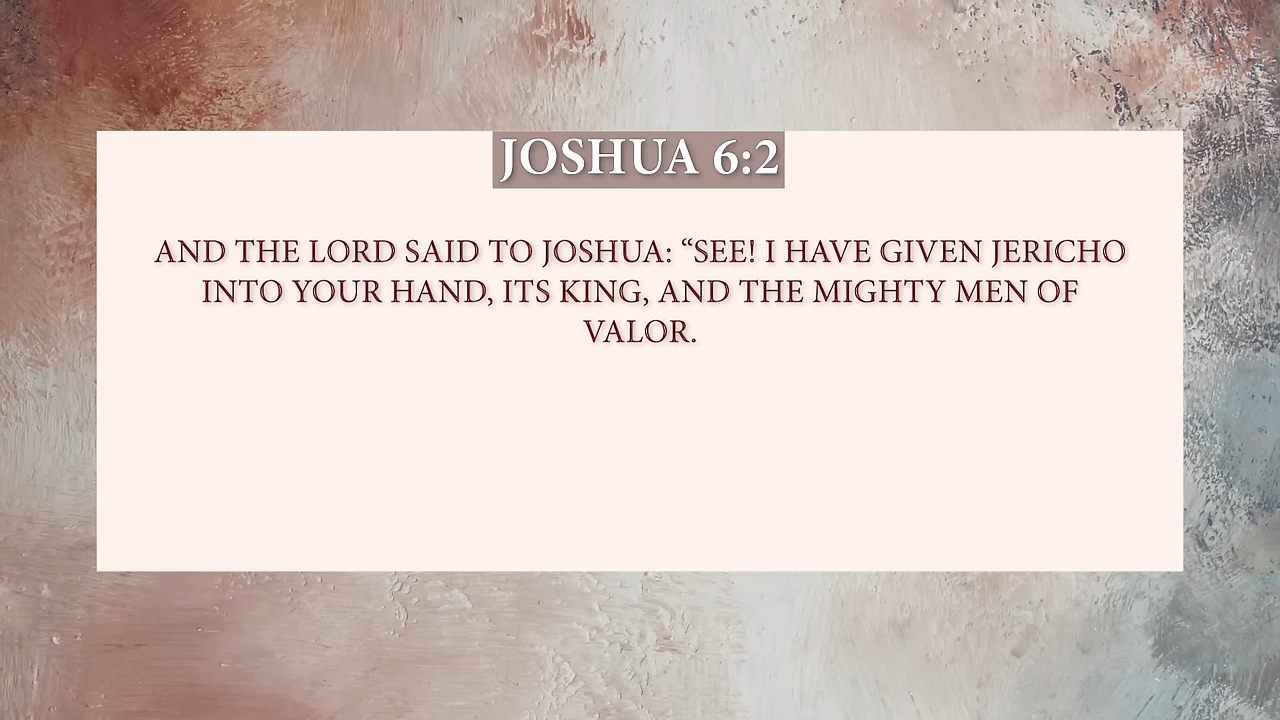 JOSHUA 6:2
AND THE LORD SAID TO JOSHUA: “SEE! I HAVE GIVEN JERICHO
INTO YOUR HAND, ITS KING, AND THE MIGHTY MEN OF
VALOR.